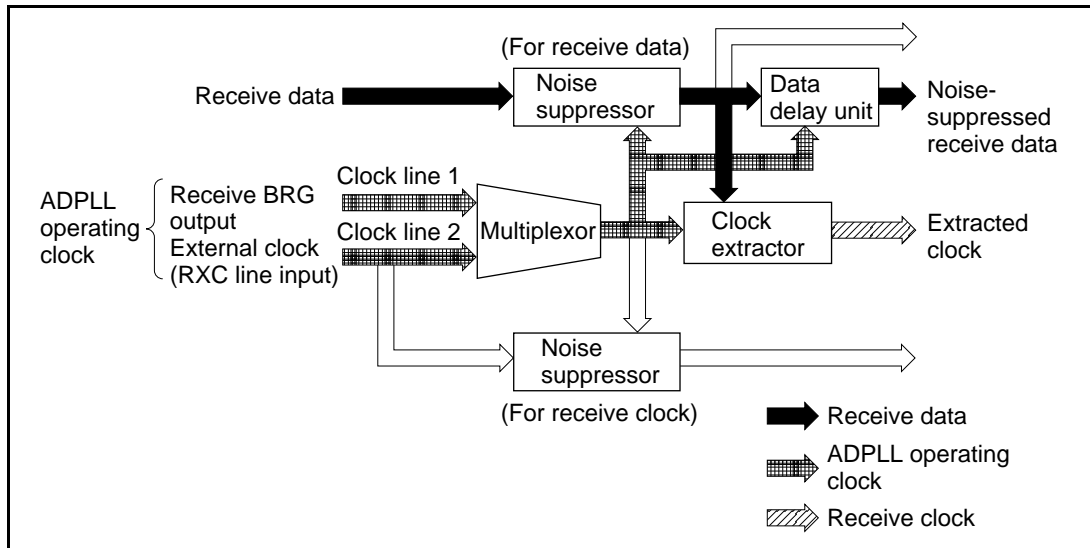 (For receive data)
Receive data
Noise
suppressor
Data
delay unit
Noise-
suppressed
receive data
ADPLL
operating
clock
Receive BRG
output
External clock
(RXC line input)
Clock line 1
Clock line 2
Multiplexor
Clock
extractor
Extracted
clock
Noise
suppressor
(For receive clock)
Receive data
ADPLL operating
clock
Receive clock